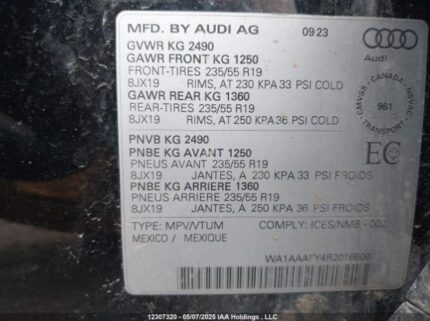 MFD. BY AUDI AG 09 23
GVWR KG 2490
GAWR FRONT KG 1250
FRONT-TIRES 235/55 R19
8JX19 RIMS, AT 230 KPA 33 PSI COLD
GAWR REAR KG 1360
REAR-TIRES 235/55 R19
8JX19 RIMS, AT 250 KPA 36 PSI COLD
PNVB KG 2490
PNBE KG AVANT 1250
PNEUS AVANT 235/55 R19
8JX19 JANTES, A 230 KPA 33 PSI FROIDS
PNBE KG ARRIERE 1360
PNEUS ARRIERE 235/55 R19
8JX19 JANTES, A 250 KPA 36 PSI FROIDS
TYPE: MPV/VTUM COMPLY: ICES/NMB-002
MEXICO / MEXIQUE
WA1AAAFY4R2016608
Audi
CMVSS - CANADA - NSVAC
961
TRANSPORT
EC
12307320 - 05/07/2025 IAA Holdings , LLC